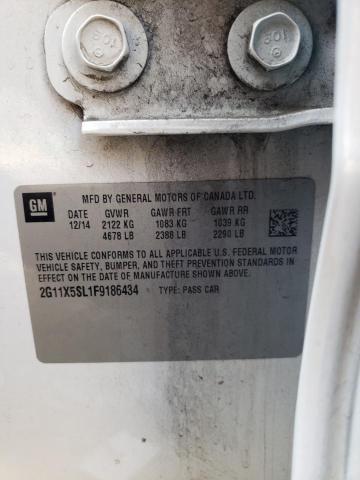 GM
MFD BY GENERAL MOTORS OF CANADA LTD.
DATE GVWR GAWR FRT GAWR RR
12/14 2122 KG 1083 KG 1039 KG
4678 LB 2388 LB 2290 LB
THIS VEHICLE CONFORMS TO ALL APPLICABLE U.S. FEDERAL MOTOR
VEHICLE SAFETY, BUMPER, AND THEFT PREVENTION STANDARDS
IN EFFECT ON THE DATE OF MANUFACTURE SHOWN ABOVE.
2G11X5SL1F9186434 TYPE: PASS CAR